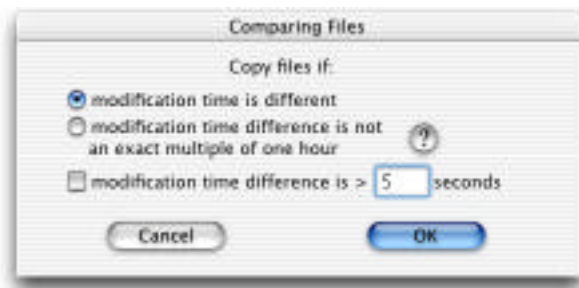 Comparing Files
Copy files if:
modification time is different
modification time difference is not
an exact multiple of one hour
?
modification time difference is > 5 seconds
Cancel OK